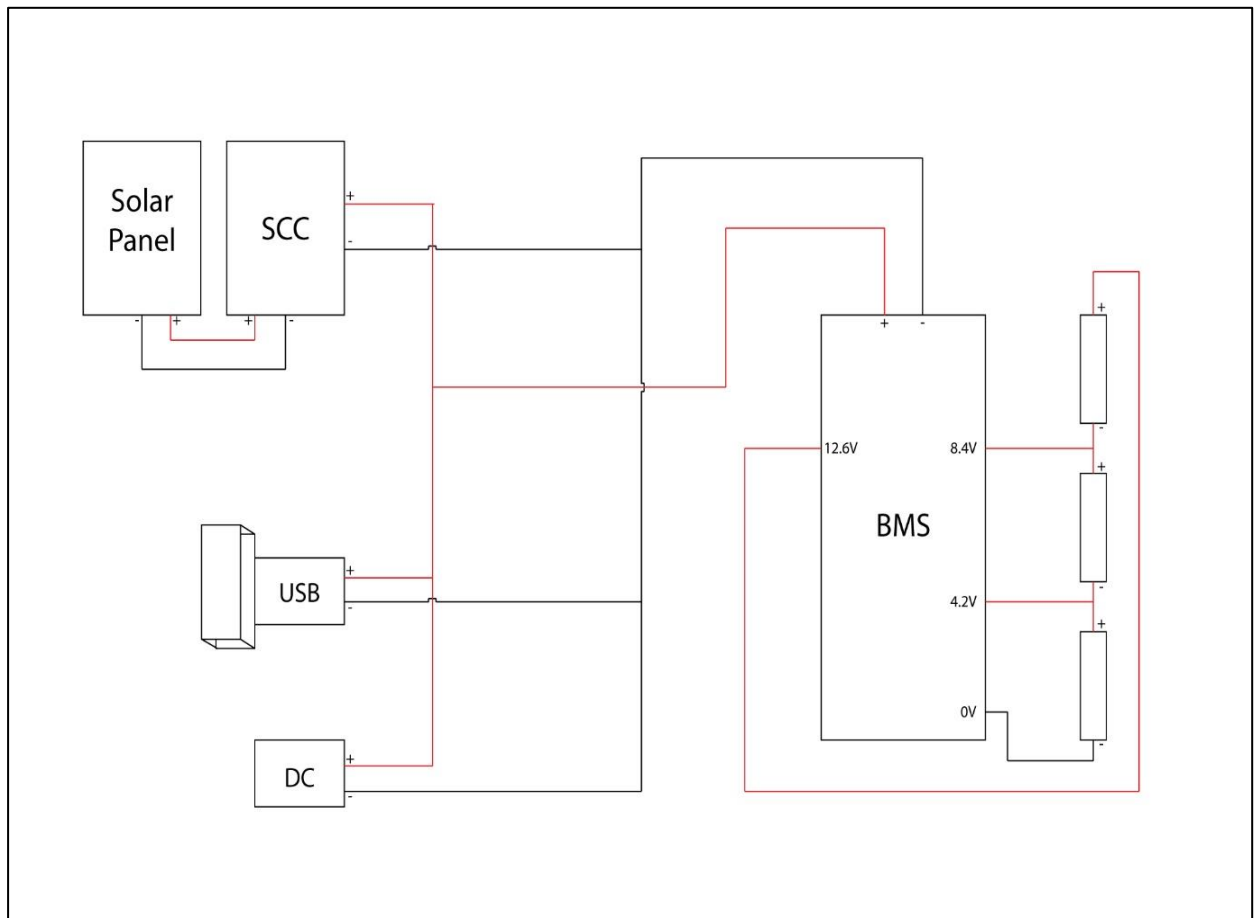 Solar
Panel
- +
SCC
+
-
+ -
+ -
+
-
12.6V
8.4V
BMS
4.2V
0V
+
-
+
-
+
-
USB
+
-
DC
+
-